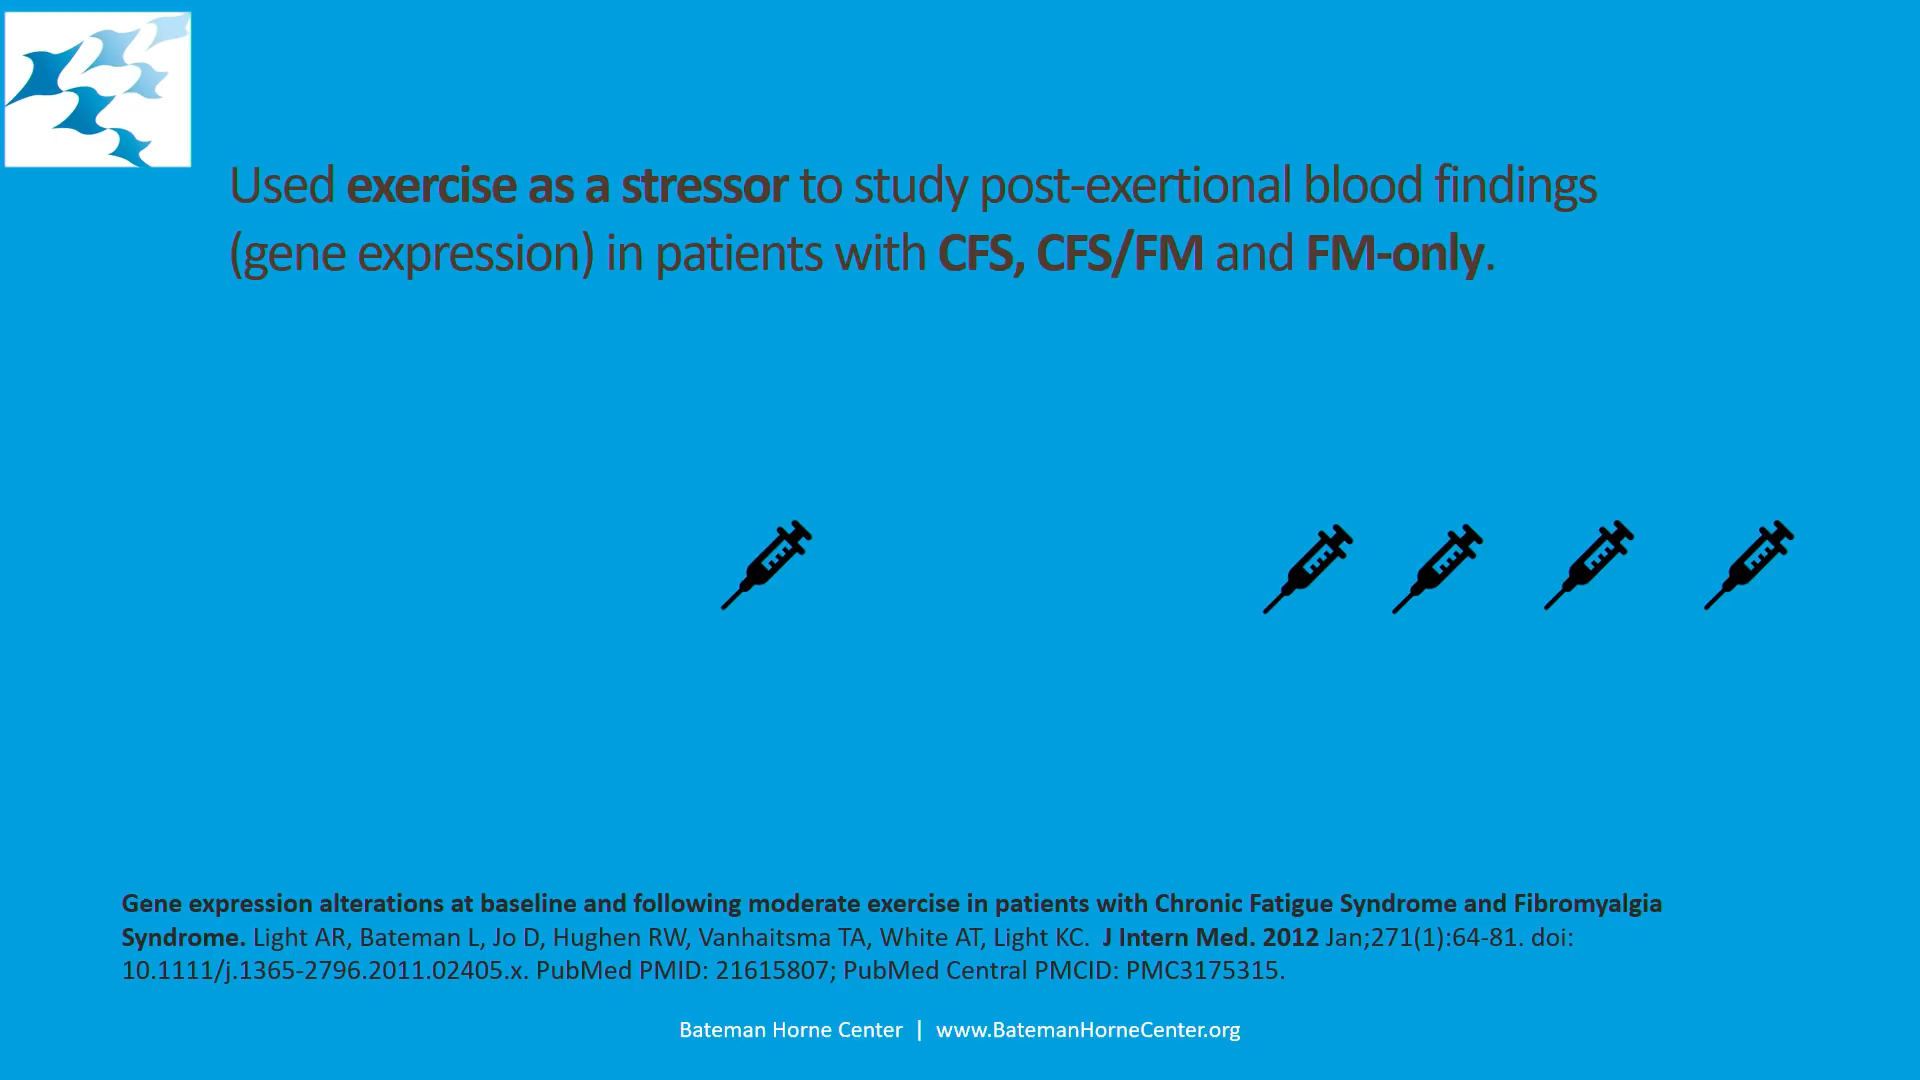 Used exercise as a stressor to study post-exertional blood findings
(gene expression) in patients with CFS, CFS/FM and FM-only.
Gene expression alterations at baseline and following moderate exercise in patients with Chronic Fatigue Syndrome and Fibromyalgia
Syndrome. Light AR, Bateman L, Jo D, Hughen RW, Vanhaitsma TA, White AT, Light KC.  J Intern Med. 2012 Jan;271(1):64-81. doi:
10.1111/j.1365-2796.2011.02405.x. PubMed PMID: 21615807; PubMed Central PMCID: PMC3175315.
Bateman Horne Center | www.BatemanHorneCenter.org